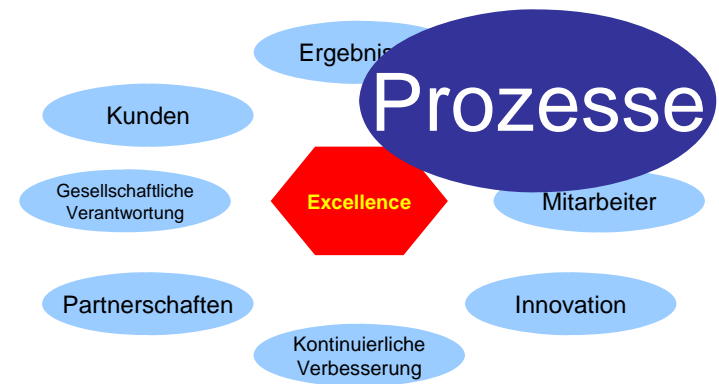 Ergebnis
Prozesse
Kunden
Gesellschaftliche
Verantwortung
Excellence
Mitarbeiter
Partnerschaften
Innovation
Kontinuierliche
Verbesserung